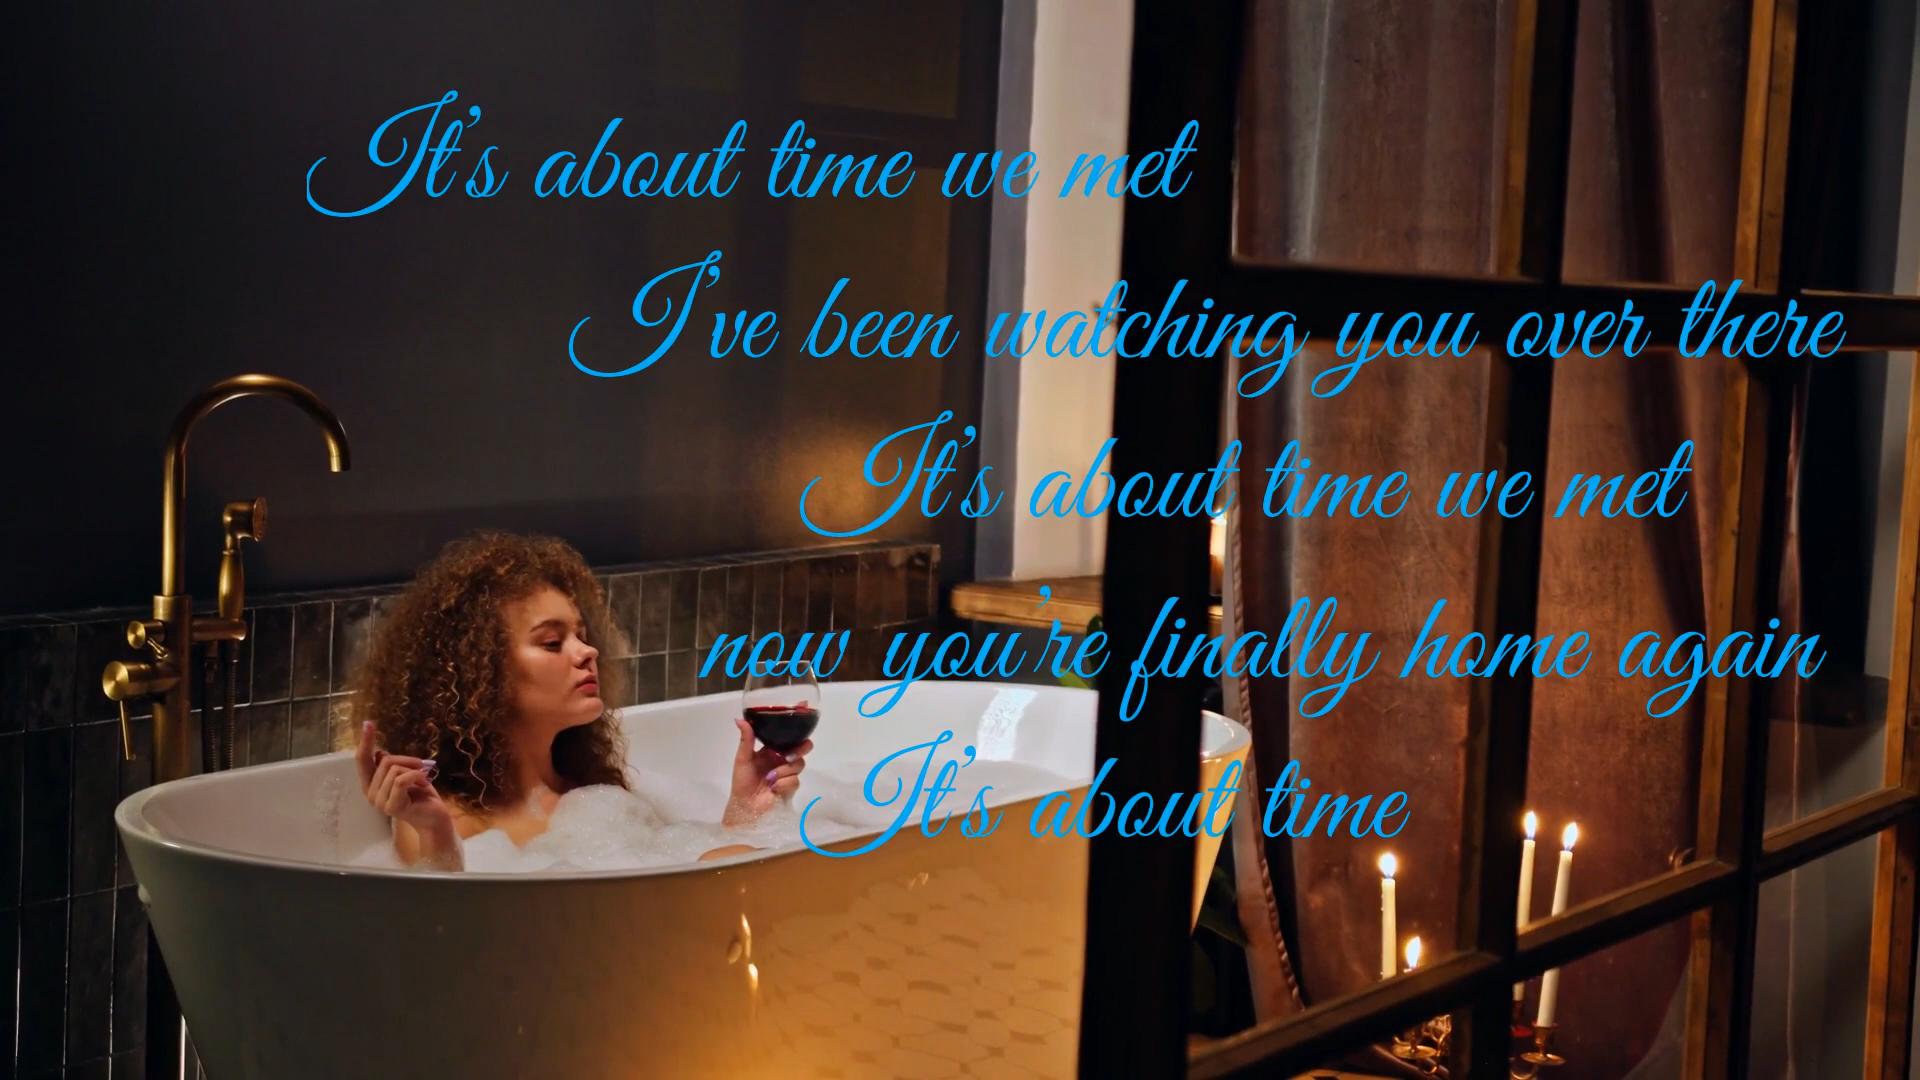 It's about time we met
I've been watching you over there
It's about time we met
now you're finally home again
It's about time